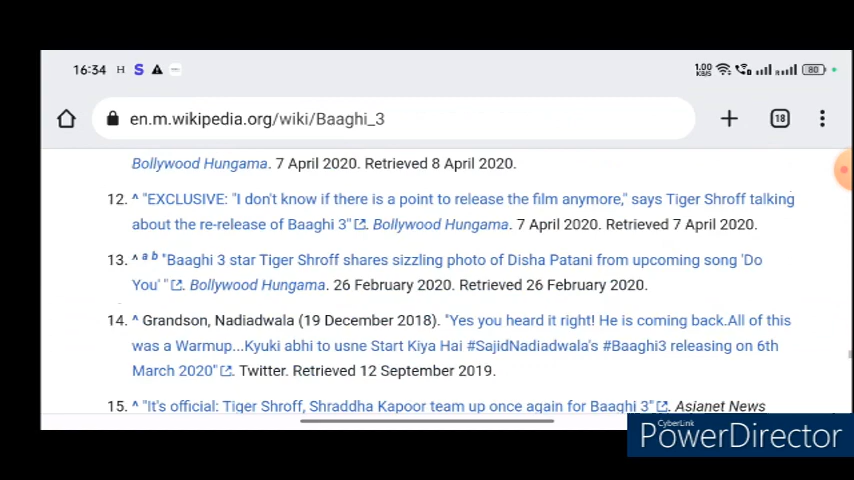 16:34 H S
1.00 KB/S 80
en.m.wikipedia.org/wiki/Baaghi_3
18
Bollywood Hungama. 7 April 2020. Retrieved 8 April 2020.
12. ^ "EXCLUSIVE: "I don't know if there is a point to release the film anymore," says Tiger Shroff talking
about the re-release of Baaghi 3". Bollywood Hungama. 7 April 2020. Retrieved 7 April 2020.
13. ^ a b "Baaghi 3 star Tiger Shroff shares sizzling photo of Disha Patani from upcoming song 'Do
You' ". Bollywood Hungama. 26 February 2020. Retrieved 26 February 2020.
14. ^ Grandson, Nadiadwala (19 December 2018). "Yes you heard it right! He is coming back.All of this
was a Warmup...Kyuki abhi to usne Start Kiya Hai #SajidNadiadwala's #Baaghi3 releasing on 6th
March 2020". Twitter. Retrieved 12 September 2019.
15. ^ "It's official: Tiger Shroff, Shraddha Kapoor team up once again for Baaghi 3". Asianet News
CyberLink
PowerDirector